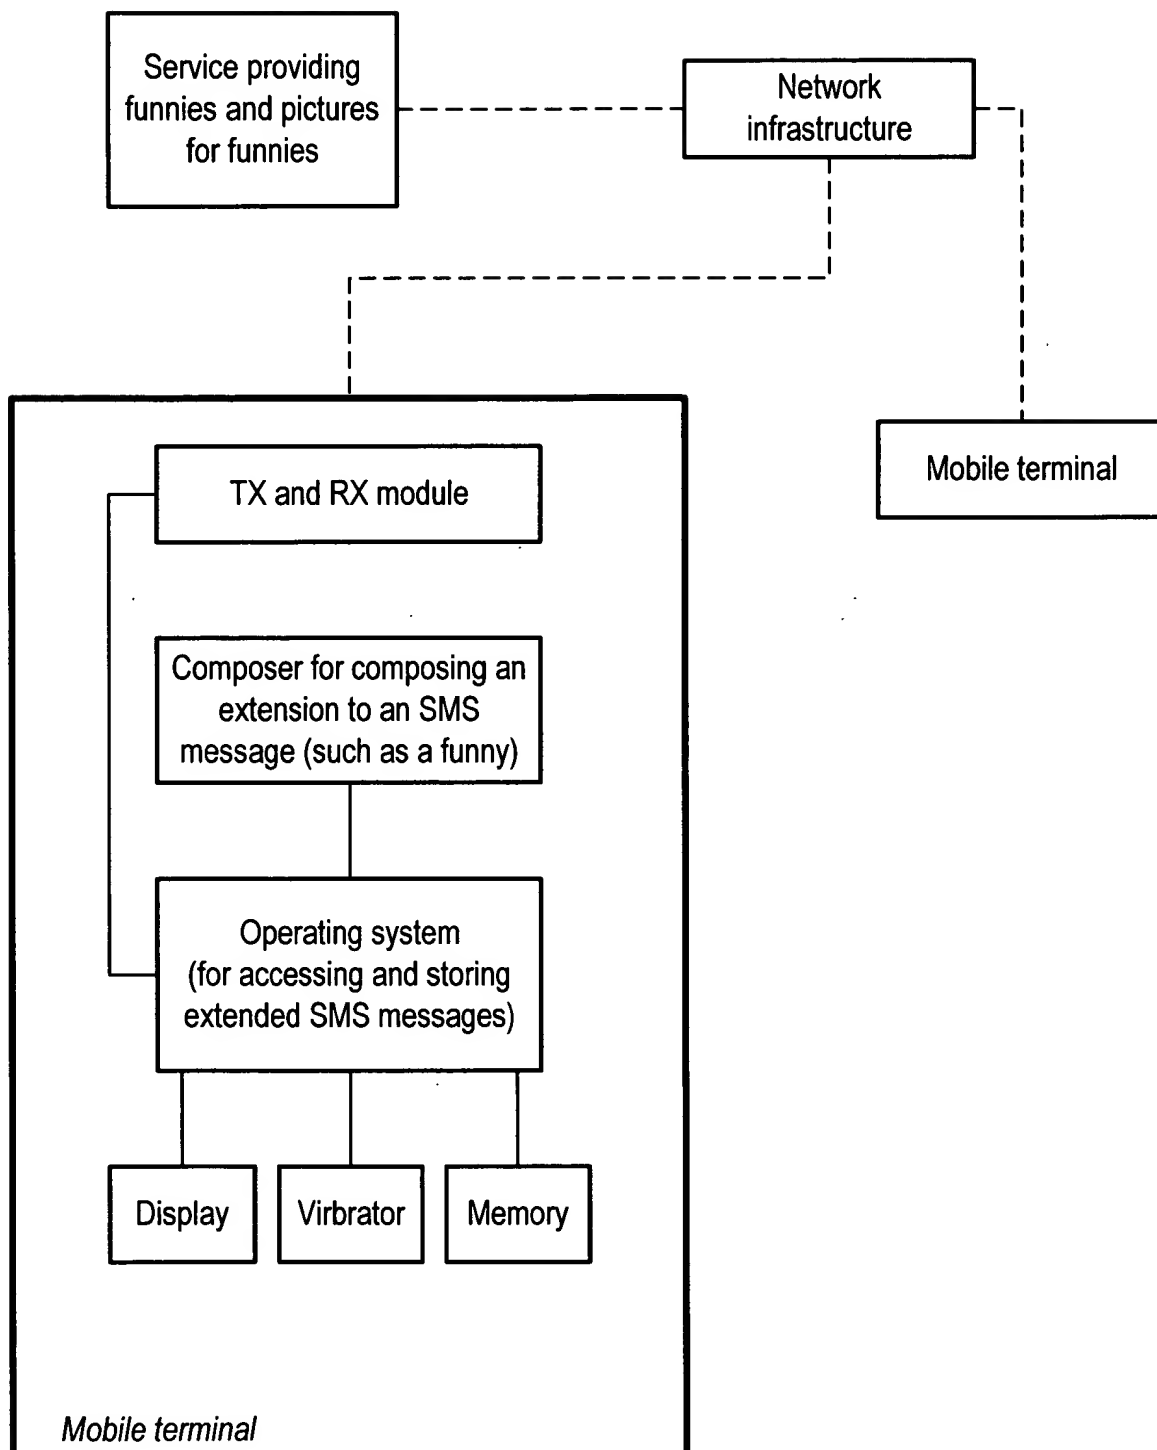 Service providing
funnies and pictures
for funnies
Network
infrastructure
Mobile terminal
TX and RX module
Composer for composing an
extension to an SMS
message (such as a funny)
Operating system
(for accessing and storing
extended SMS messages)
Display
Virbrator
Memory
Mobile terminal